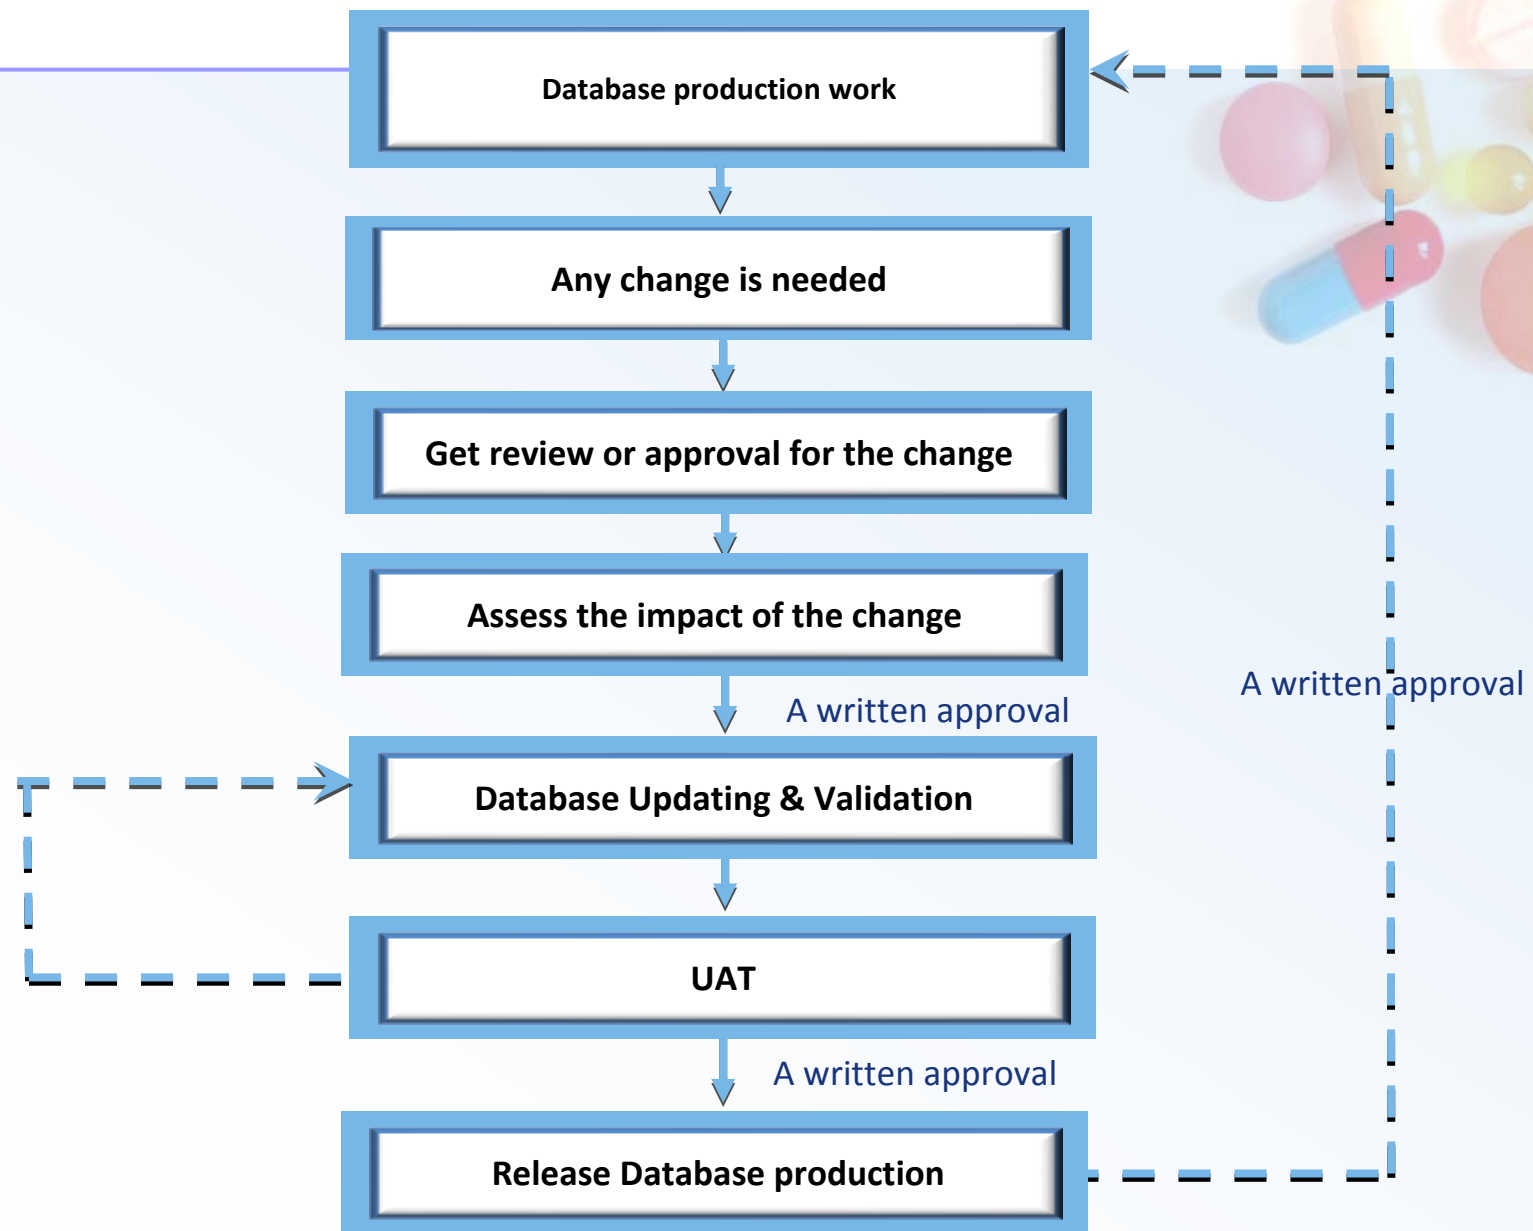 Database production work
Any change is needed
Get review or approval for the change
Assess the impact of the change
A written approval
A written approval
Database Updating & Validation
UAT
A written approval
Release Database production